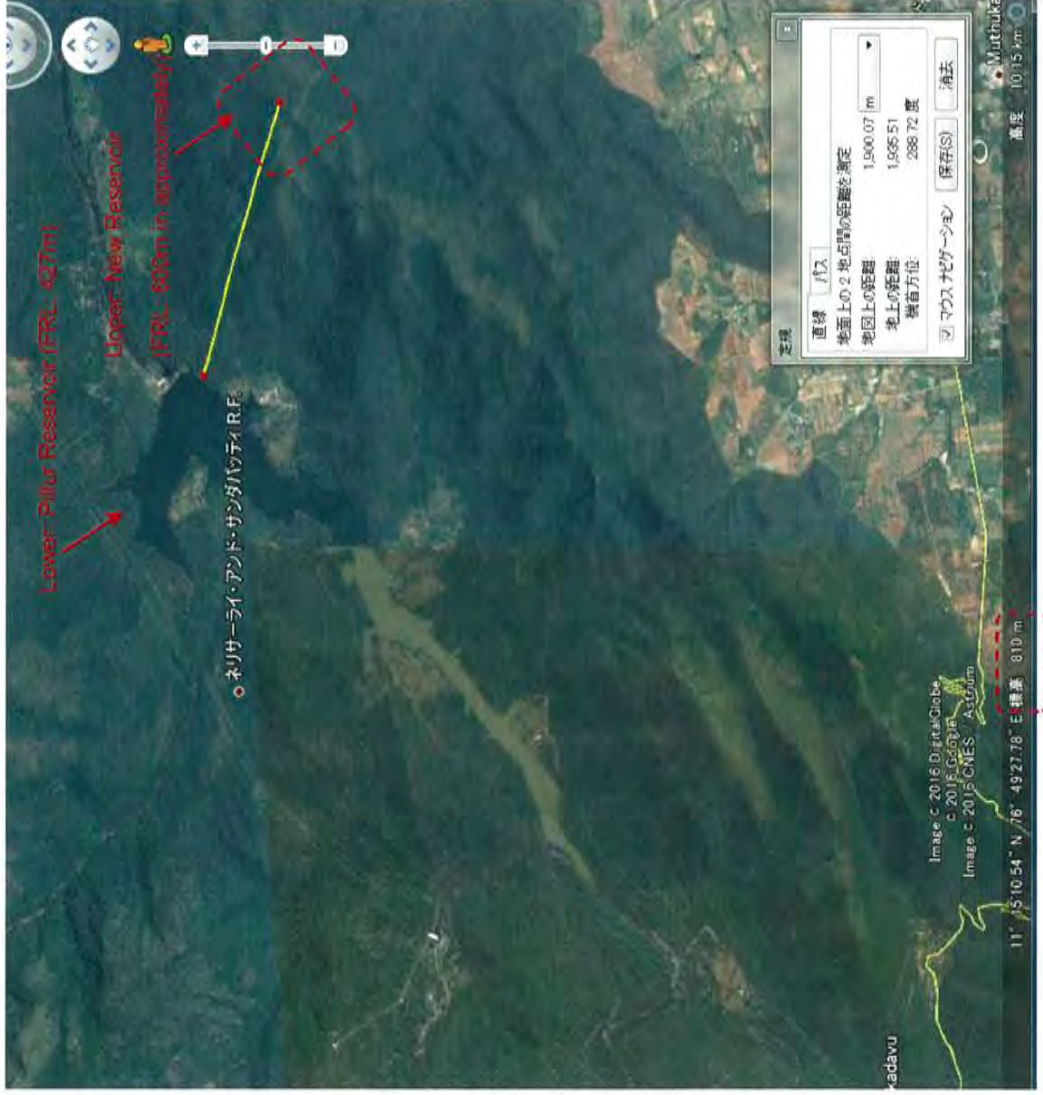 Lower: Pillur Reservoir (FRL: 427m)
Upper: New Reservoir
(FRL: 800m in approximately)
ネリサーライ・アンド・サンダパッティ R.F.
定規
直線 パス
地面上の 2 地点間の距離を測定
地図上の距離: 1,900.07 m
地上の距離: 1,935.51
機首方位: 288.72 度
マウス ナビゲーション 保存(S) 消去
Muthuka
kadavu
Image © 2016 DigitalGlobe
© 2016 Google
Image © 2016 CNES / Astrium
11° 15'10.54" N 76° 49'27.78" E 標高 810 m 高度 10.15 km